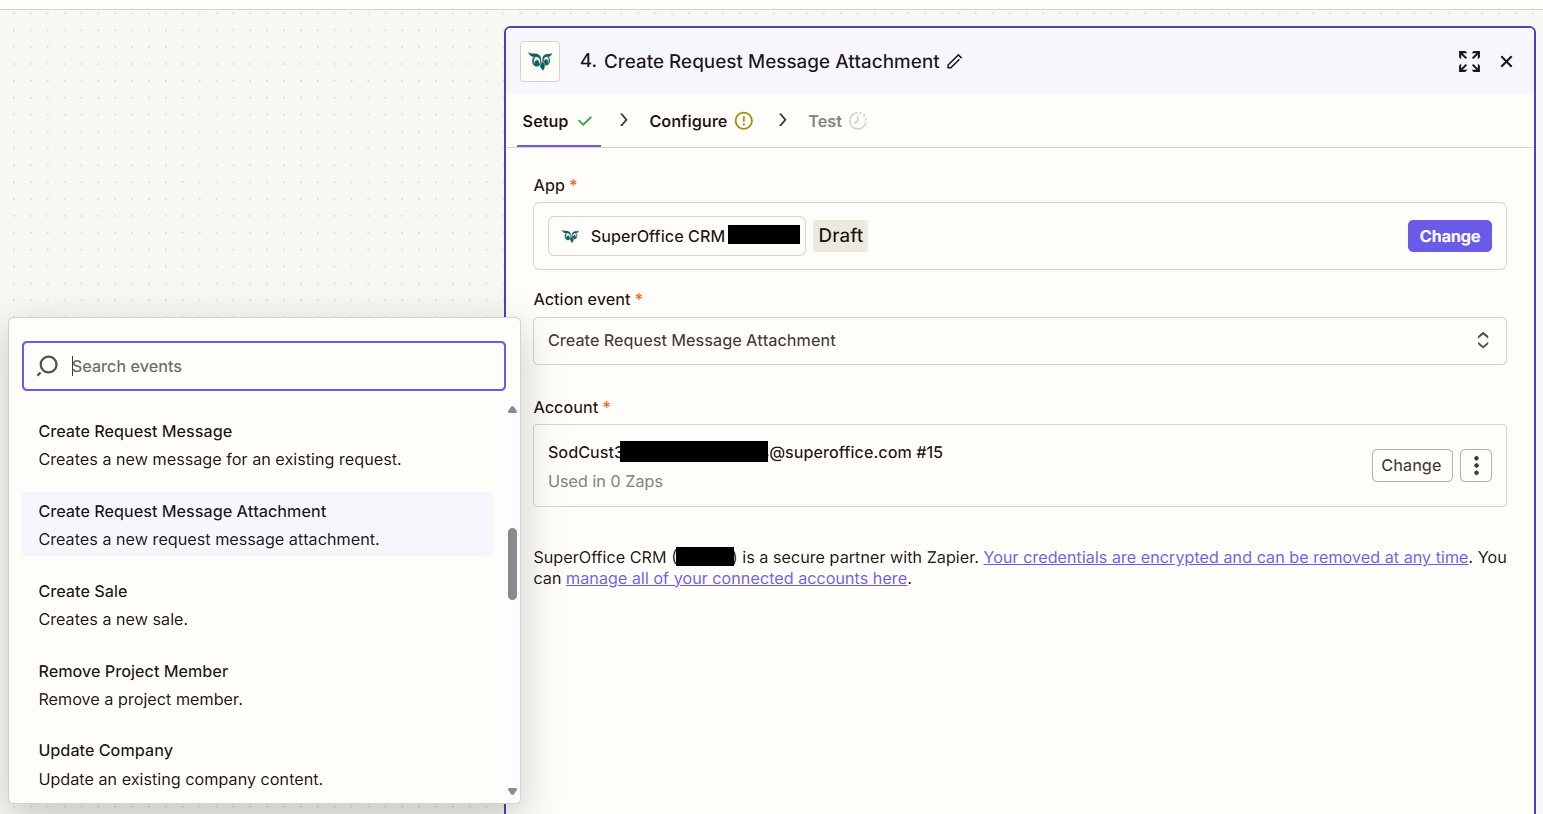 4. Create Request Message Attachment
Setup
Configure
Test
App *
SuperOffice CRM
Draft
Change
Action event *
Create Request Message Attachment
Account *
SodCust @superoffice.com #15
Used in 0 Zaps
Change
SuperOffice CRM ( ) is a secure partner with Zapier. Your credentials are encrypted and can be removed at any time. You
can manage all of your connected accounts here.
Search events
Create Request Message
Creates a new message for an existing request.
Create Request Message Attachment
Creates a new request message attachment.
Create Sale
Creates a new sale.
Remove Project Member
Remove a project member.
Update Company
Update an existing company content.